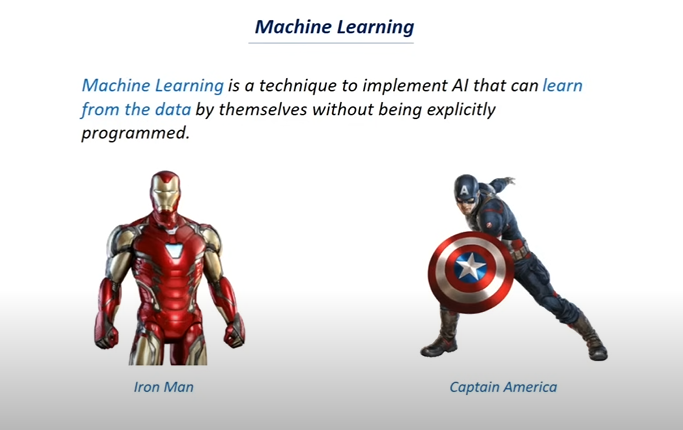 Machine Learning
Machine Learning is a technique to implement AI that can learn
from the data by themselves without being explicitly
programmed.
A
Iron Man
Captain America